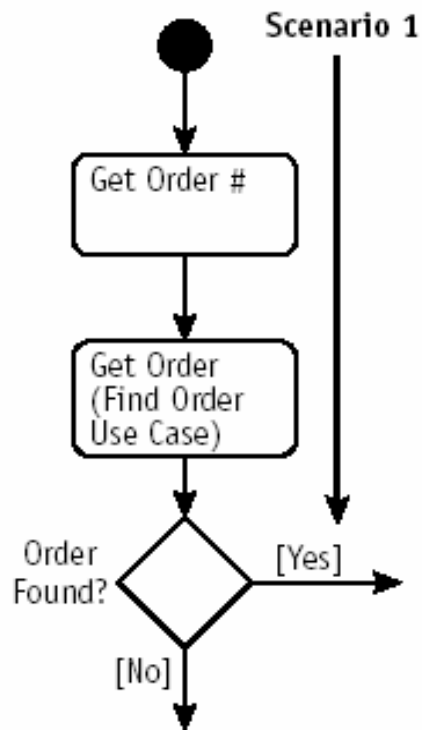 Scenario 1
Get Order #
Get Order
(Find Order
Use Case)
Order
Found?
[Yes]
[No]